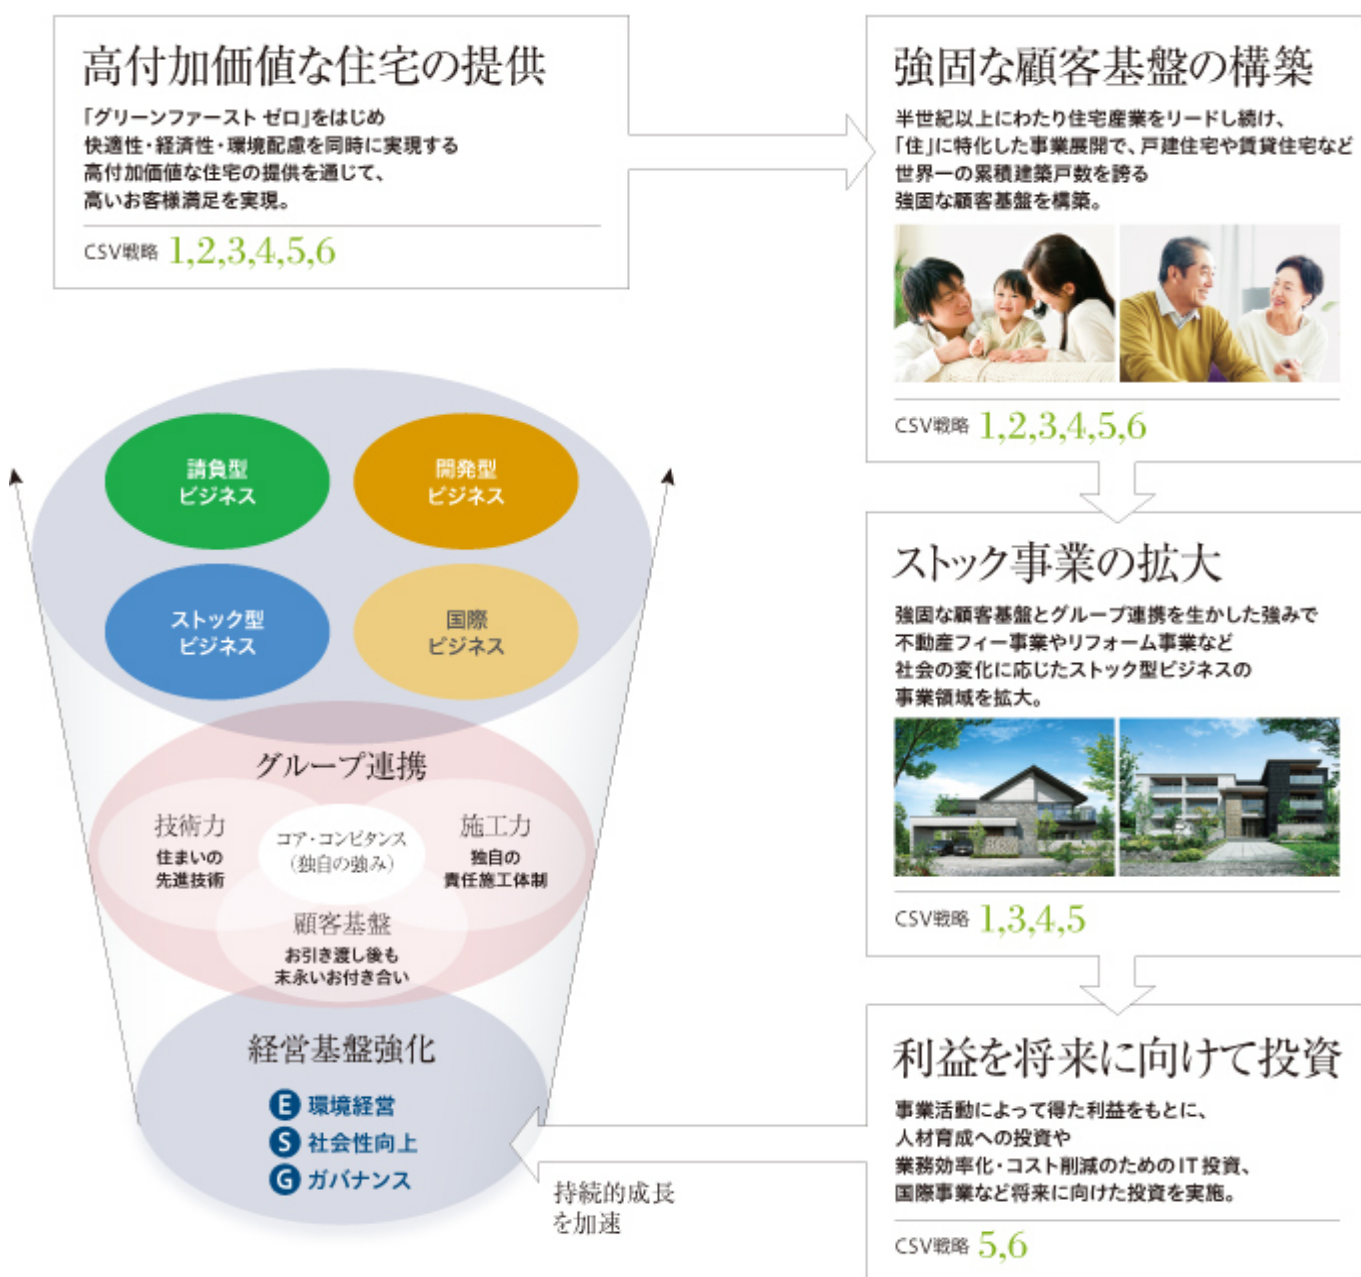 高付加価値な住宅の提供
「グリーンファースト ゼロ」をはじめ
快適性・経済性・環境配慮を同時に実現する
高付加価値な住宅の提供を通じて、
高いお客様満足を実現。
CSV戦略 1,2,3,4,5,6
強固な顧客基盤の構築
半世紀以上にわたり住宅産業をリードし続け、
「住」に特化した事業展開で、戸建住宅や賃貸住宅など
世界一の累積建築戸数を誇る
強固な顧客基盤を構築。
CSV戦略 1,2,3,4,5,6
ストック事業の拡大
強固な顧客基盤とグループ連携を生かした強みで
不動産フィー事業やリフォーム事業など
社会の変化に応じたストック型ビジネスの
事業領域を拡大。
CSV戦略 1,3,4,5
利益を将来に向けて投資
事業活動によって得た利益をもとに、
人材育成への投資や
業務効率化・コスト削減のためのIT投資、
国際事業など将来に向けた投資を実施。
CSV戦略 5,6
持続的成長
を加速
請負型
ビジネス
開発型
ビジネス
ストック型
ビジネス
国際
ビジネス
グループ連携
技術力
住まいの
先進技術
コア・コンピタンス
(独自の強み)
施工力
独自の
責任施工体制
顧客基盤
お引き渡し後も
末永いお付き合い
経営基盤強化
E 環境経営
S 社会性向上
G ガバナンス